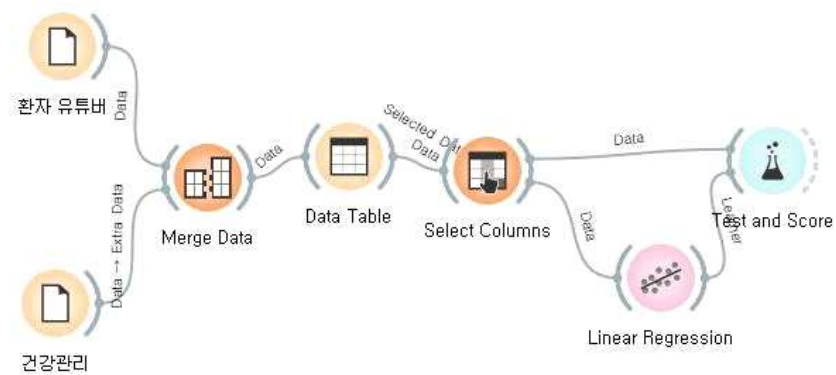 환자 유튜버
Data
Data → Extra Data
건강관리
Merge Data
Data
Data Table
Selected Data
Data
Select Columns
Data
Data
Linear Regression
Learner
Test and Score